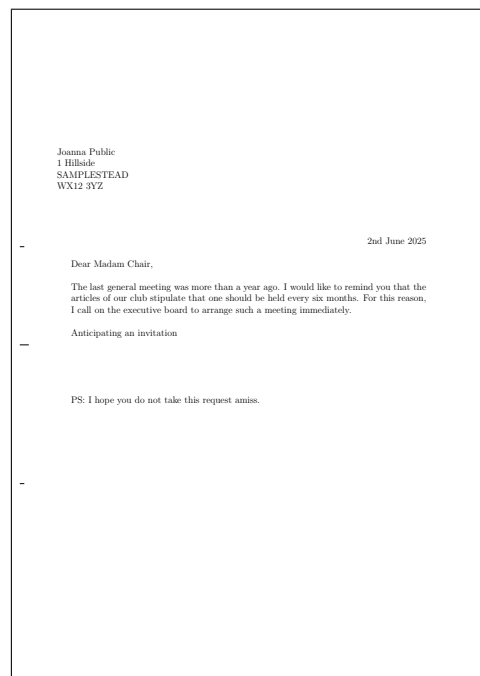 Joanna Public
1 Hillside
SAMPLESTEAD
WX12 3YZ
2nd June 2025
Dear Madam Chair,
The last general meeting was more than a year ago. I would like to remind you that the
articles of our club stipulate that one should be held every six months. For this reason,
I call on the executive board to arrange such a meeting immediately.
Anticipating an invitation
PS: I hope you do not take this request amiss.